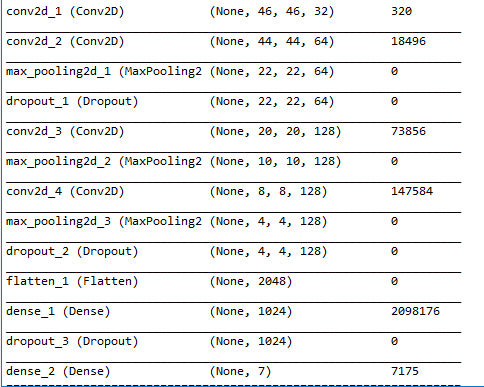 conv2d_1 (Conv2D) (None, 46, 46, 32) 320
conv2d_2 (Conv2D) (None, 44, 44, 64) 18496
max_pooling2d_1 (MaxPooling2 (None, 22, 22, 64) 0
dropout_1 (Dropout) (None, 22, 22, 64) 0
conv2d_3 (Conv2D) (None, 20, 20, 128) 73856
max_pooling2d_2 (MaxPooling2 (None, 10, 10, 128) 0
conv2d_4 (Conv2D) (None, 8, 8, 128) 147584
max_pooling2d_3 (MaxPooling2 (None, 4, 4, 128) 0
dropout_2 (Dropout) (None, 4, 4, 128) 0
flatten_1 (Flatten) (None, 2048) 0
dense_1 (Dense) (None, 1024) 2098176
dropout_3 (Dropout) (None, 1024) 0
dense_2 (Dense) (None, 7) 7175